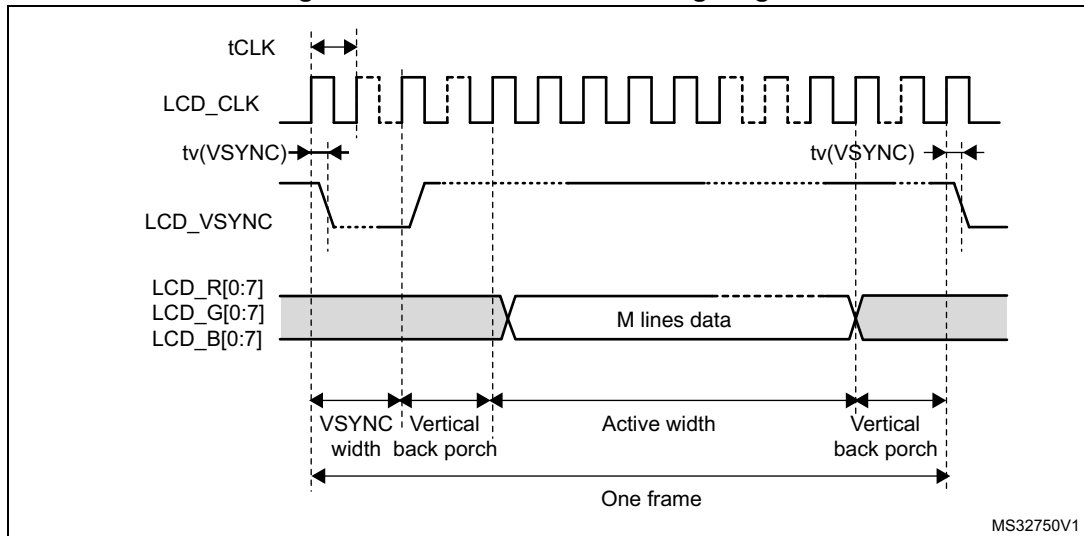 tCLK
LCD_CLK
tv(VSYNC)
tv(VSYNC)
LCD_VSYNC
LCD_R[0:7]
LCD_G[0:7]
LCD_B[0:7]
M lines data
VSYNC width
Vertical back porch
Active width
Vertical back porch
One frame
MS32750V1